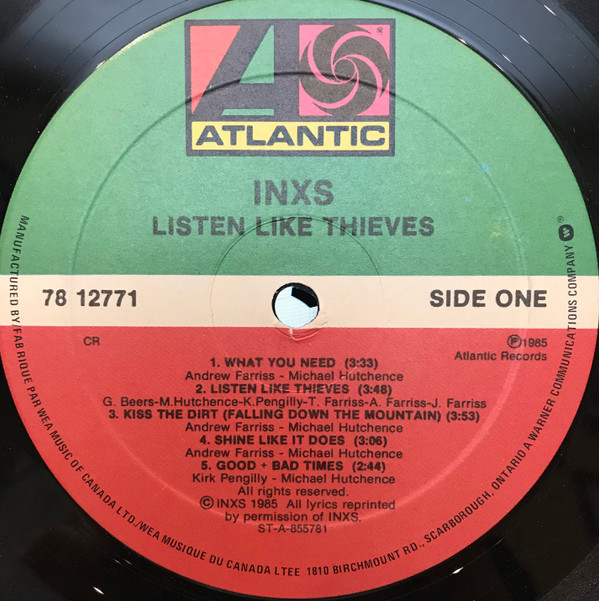 ATLANTIC
INXS
LISTEN LIKE THIEVES
78 12771
SIDE ONE
CR
Ⓟ1985
Atlantic Records
1. WHAT YOU NEED (3:33)
Andrew Farriss - Michael Hutchence
2. LISTEN LIKE THIEVES (3:48)
G. Beers-M.Hutchence-K.Pengilly-T. Farriss-A. Farriss-J. Farriss
3. KISS THE DIRT (FALLING DOWN THE MOUNTAIN) (3:53)
Andrew Farriss - Michael Hutchence
4. SHINE LIKE IT DOES (3:06)
Andrew Farriss - Michael Hutchence
5. GOOD + BAD TIMES (2:44)
Kirk Pengilly - Michael Hutchence
All rights reserved.
©INXS 1985 All lyrics reprinted
by permission of INXS.
ST-A-855781
MANUFACTURED BY/FABRIQUE PAR WEA MUSIC OF CANADA LTD./WEA MUSIQUE DU CANADA LTEE 1810 BIRCHMOUNT RD., SCARBOROUGH, ONTARIO A WARNER COMMUNICATIONS COMPANY W®